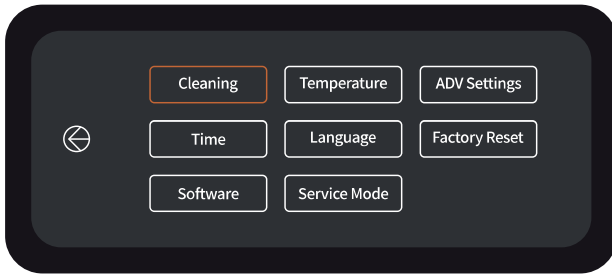 Cleaning
Temperature
ADV Settings
Time
Language
Factory Reset
Software
Service Mode